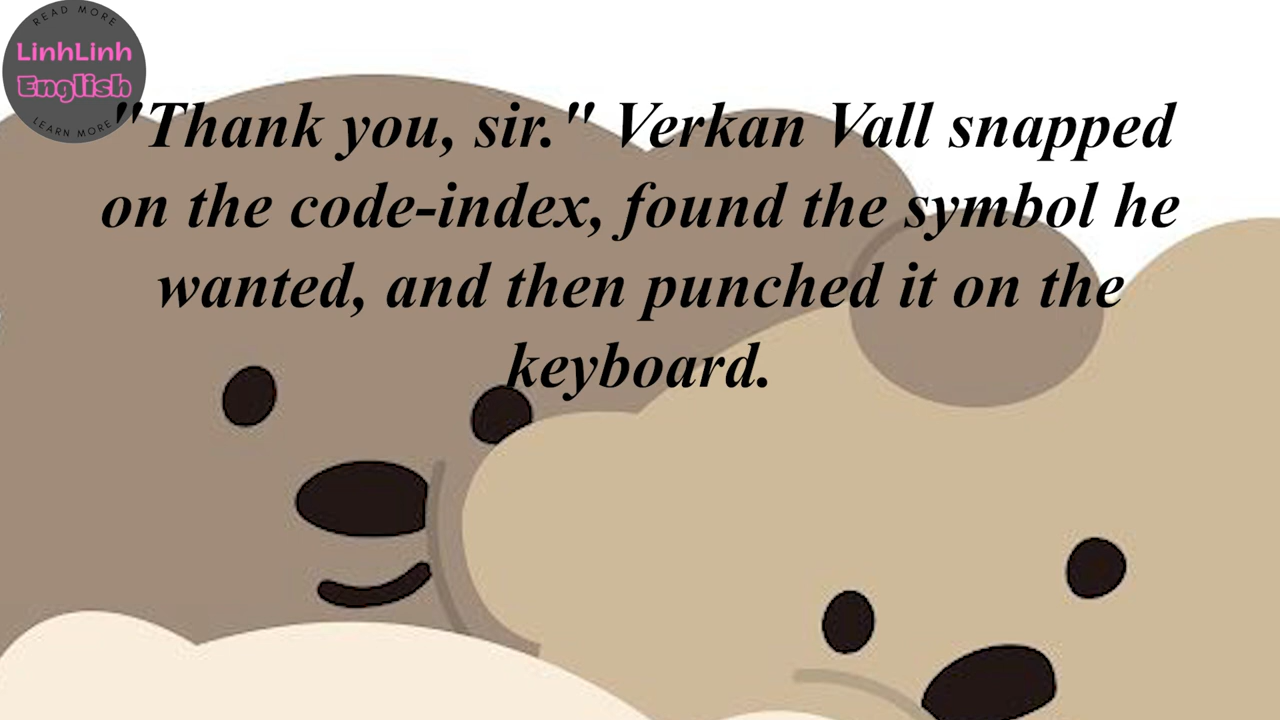 READ MORE
LinhLinh
English
LEARN MORE
"Thank you, sir." Verkan Vall snapped
on the code-index, found the symbol he
wanted, and then punched it on the
keyboard.